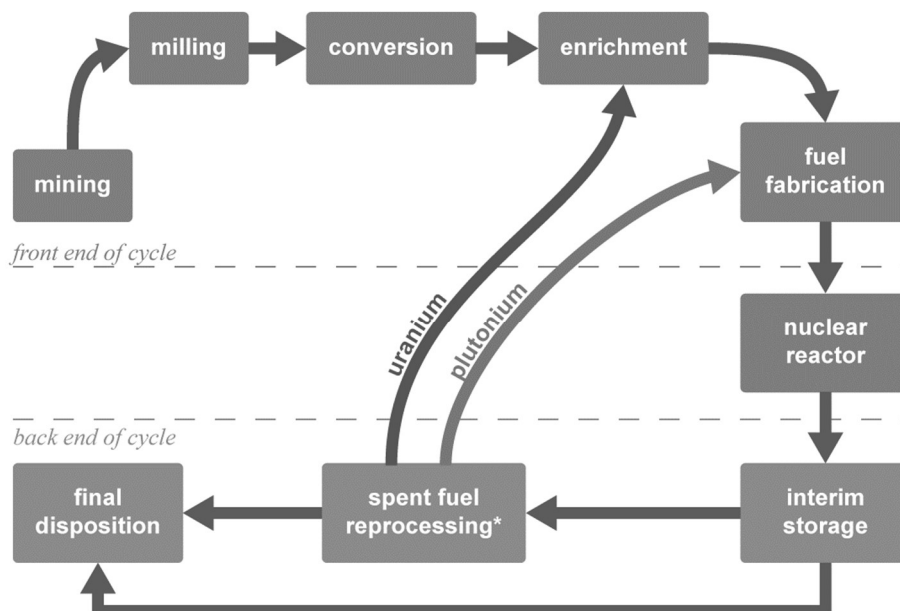 milling
conversion
enrichment
mining
fuel
fabrication
front end of cycle
uranium
plutonium
nuclear
reactor
back end of cycle
final
disposition
spent fuel
reprocessing*
interim
storage